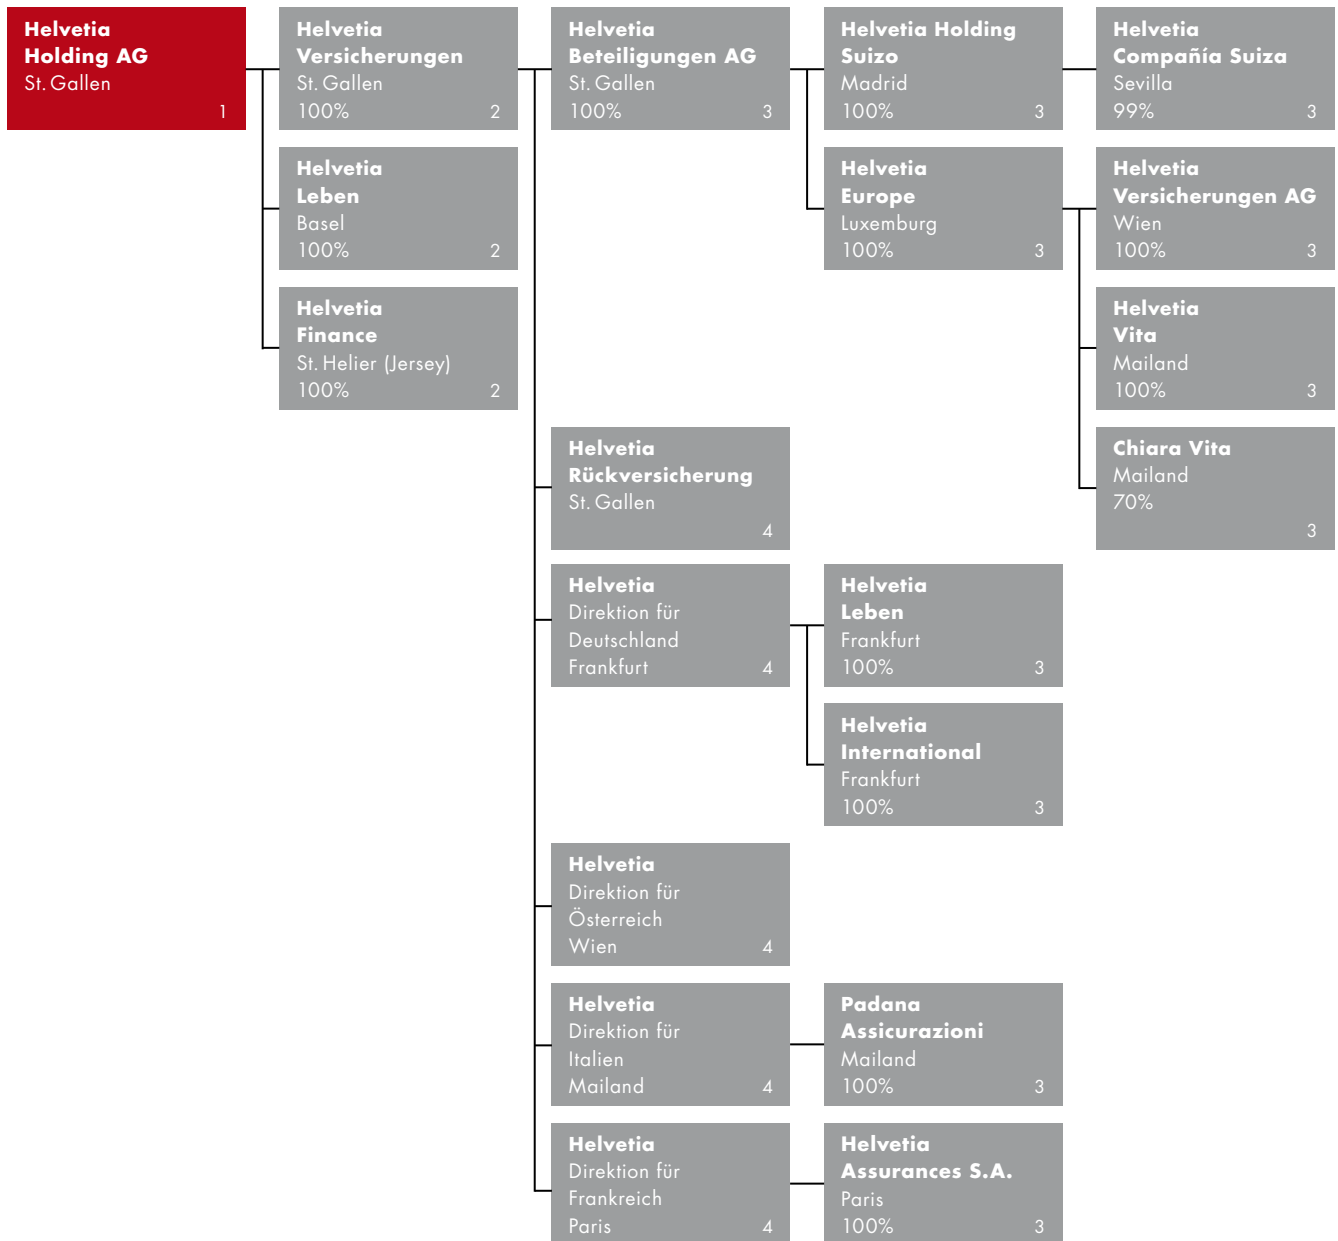 Helvetia
Holding AG
St. Gallen
1
Helvetia
Versicherungen
St. Gallen
100% 2
Helvetia
Beteiligungen AG
St. Gallen
100% 3
Helvetia Holding
Suizo
Madrid
100% 3
Helvetia
Compañía Suiza
Sevilla
99% 3
Helvetia
Leben
Basel
100% 2
Helvetia
Europe
Luxemburg
100% 3
Helvetia
Versicherungen AG
Wien
100% 3
Helvetia
Finance
St. Helier (Jersey)
100% 2
Helvetia
Vita
Mailand
100% 3
Helvetia
Rückversicherung
St. Gallen
4
Chiara Vita
Mailand
70%
3
Helvetia
Direktion für
Deutschland
Frankfurt 4
Helvetia
Leben
Frankfurt
100% 3
Helvetia
International
Frankfurt
100% 3
Helvetia
Direktion für
Österreich
Wien 4
Helvetia
Direktion für
Italien
Mailand 4
Padana
Assicurazioni
Mailand
100% 3
Helvetia
Direktion für
Frankreich
Paris 4
Helvetia
Assurances S.A.
Paris
100% 3